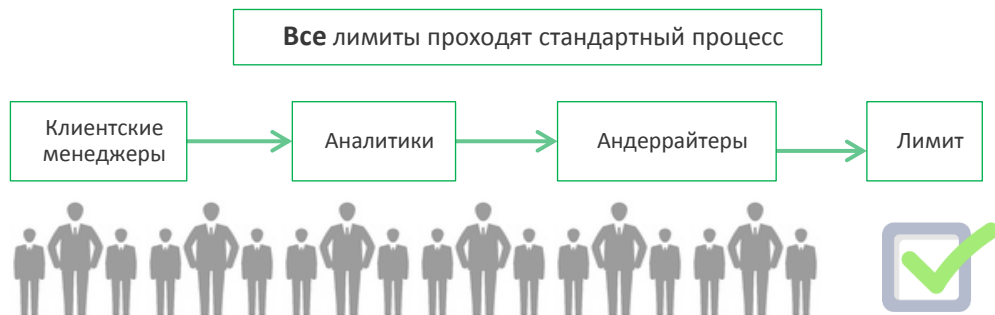 Все лимиты проходят стандартный процесс
Клиентские
менеджеры
Аналитики
Андеррайтеры
Лимит